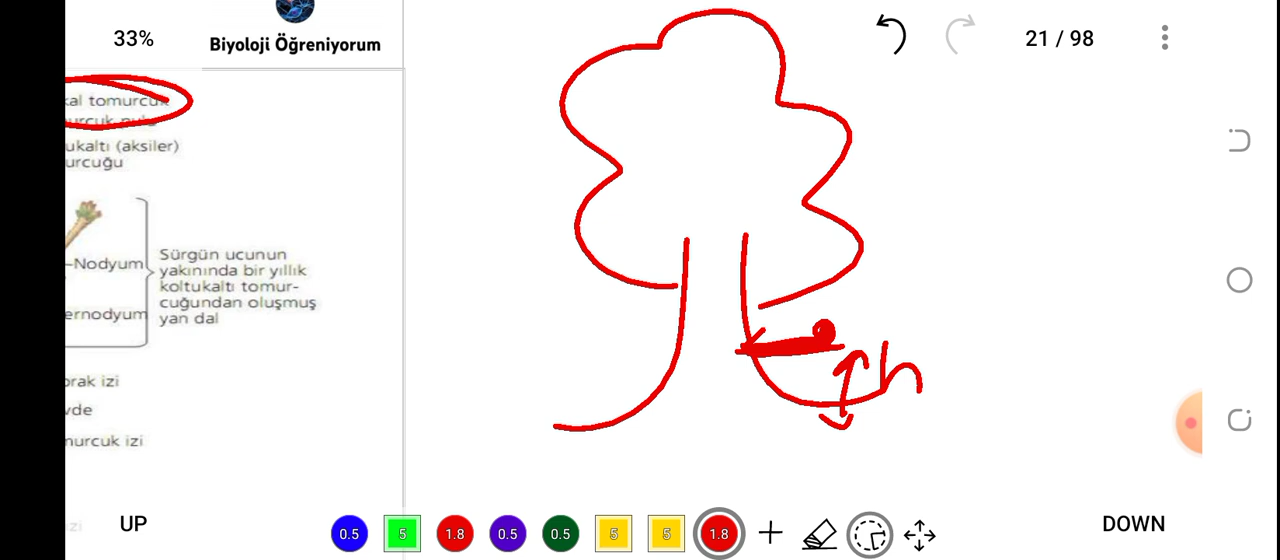 33%
Biyoloji Öğreniyorum
21 / 98
kal tomurcuk
ukaltı (aksiler)
urcuğu
-Nodyum
Sürgün ucunun
yakınında bir yıllık
koltukaltı tomur-
cuğundan oluşmuş
yan dal
ernodyum
h
prak izi
vde
murcuk izi
izi
UP
0.5
5
1.8
0.5
0.5
5
5
1.8
DOWN